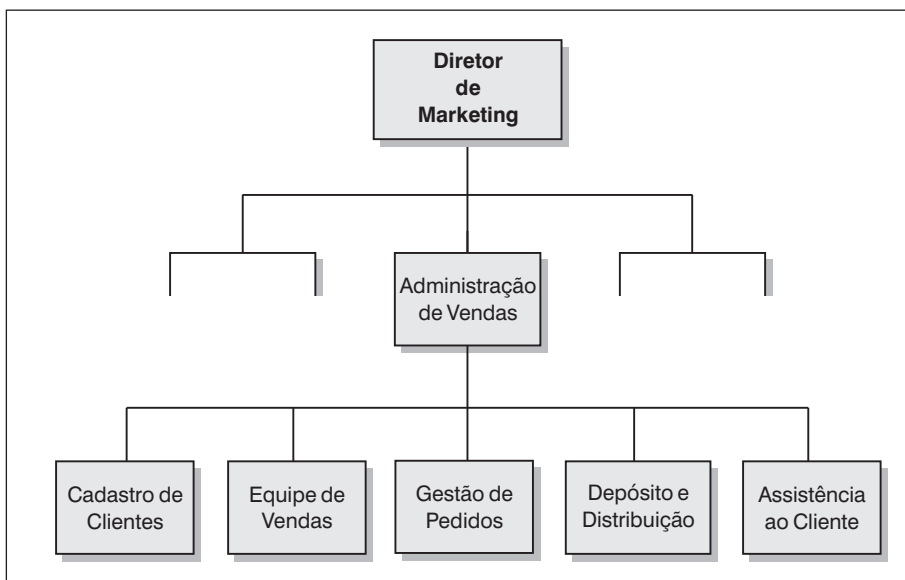 Diretor
de
Marketing
Administração
de Vendas
Cadastro de
Clientes
Equipe de
Vendas
Gestão de
Pedidos
Depósito e
Distribuição
Assistência
ao Cliente